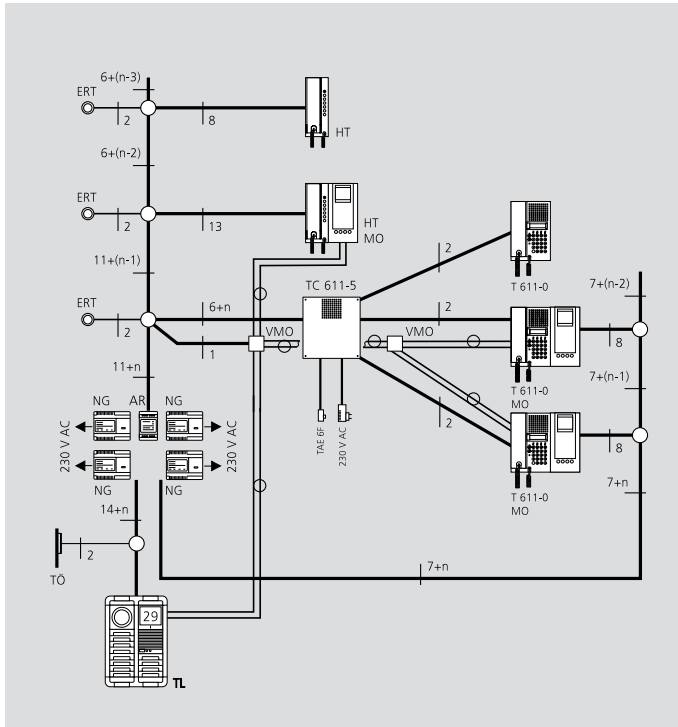 6+(n-3)
ERT
2
8
HT
6+(n-2)
ERT
2
13
HT
MO
2
T 611-0
11+(n-1)
TC 611-5
7+(n-2)
ERT
2
6+n
VMO
1
2
VMO
T 611-0
MO
8
11+n
7+(n-1)
NG
AR
NG
230 V AC
230 V AC
TAE 6F
230 V AC
2
8
NG
NG
T 611-0
MO
7+n
14+n
2
TÖ
7+n
29
TL